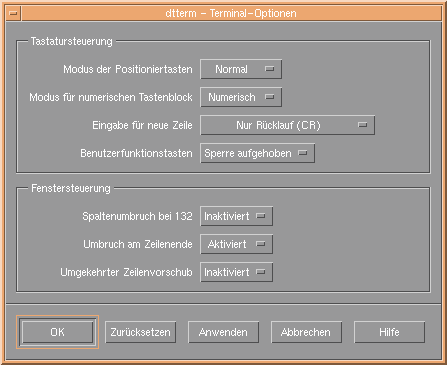 dtterm - Terminal-Optionen
Tastatursteuerung
Modus der Positioniertasten Normal
Modus für numerischen Tastenblock Numerisch
Eingabe für neue Zeile Nur Rücklauf (CR)
Benutzerfunktionstasten Sperre aufgehoben
Fenstersteuerung
Spaltenumbruch bei 132 Inaktiviert
Umbruch am Zeilenende Aktiviert
Umgekehrter Zeilenvorschub Inaktiviert
OK Zurücksetzen Anwenden Abbrechen Hilfe